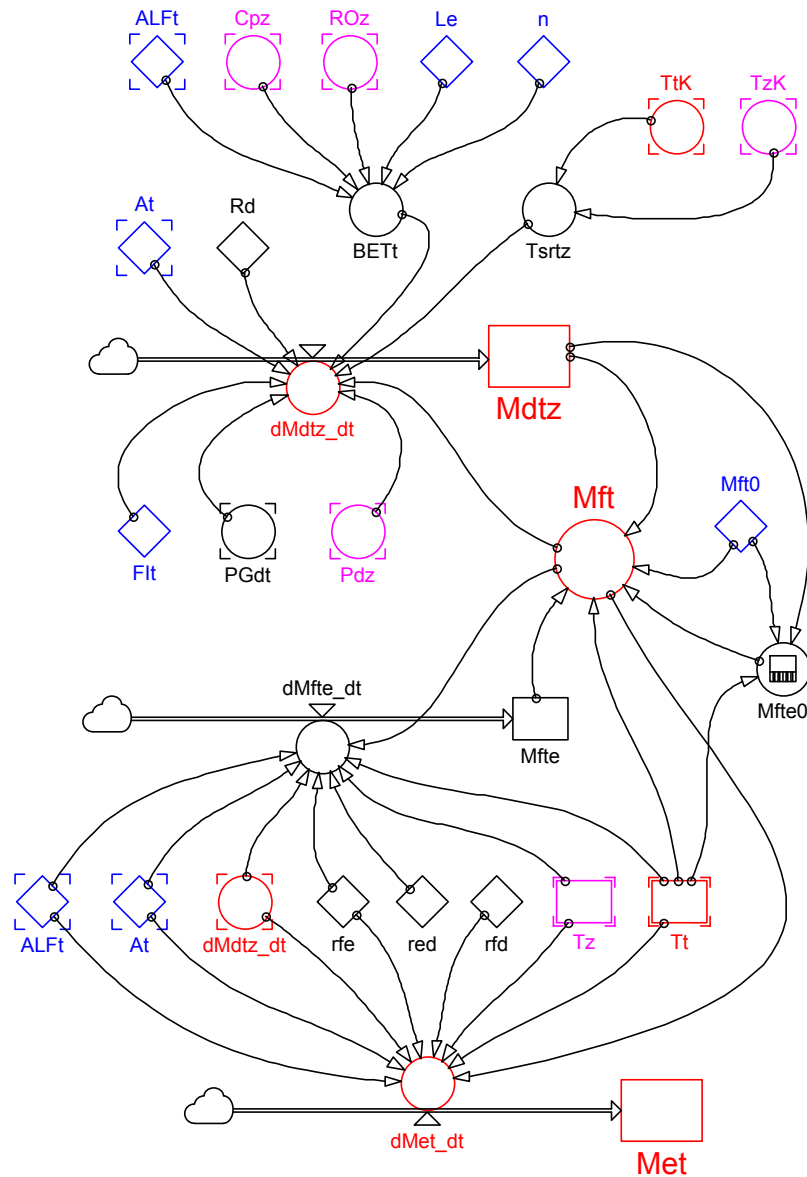 ALFt
Cpz
ROz
Le
n
TtK
TzK
At
Rd
BETt
Tsrtz
Mdtz
dMdtz_dt
Mft
Mft0
FIt
PGdt
Pdz
dMfte_dt
Mfte
Mfte0
ALFt
At
dMdtz_dt
rfe
red
rfd
Tz
Tt
dMet_dt
Met